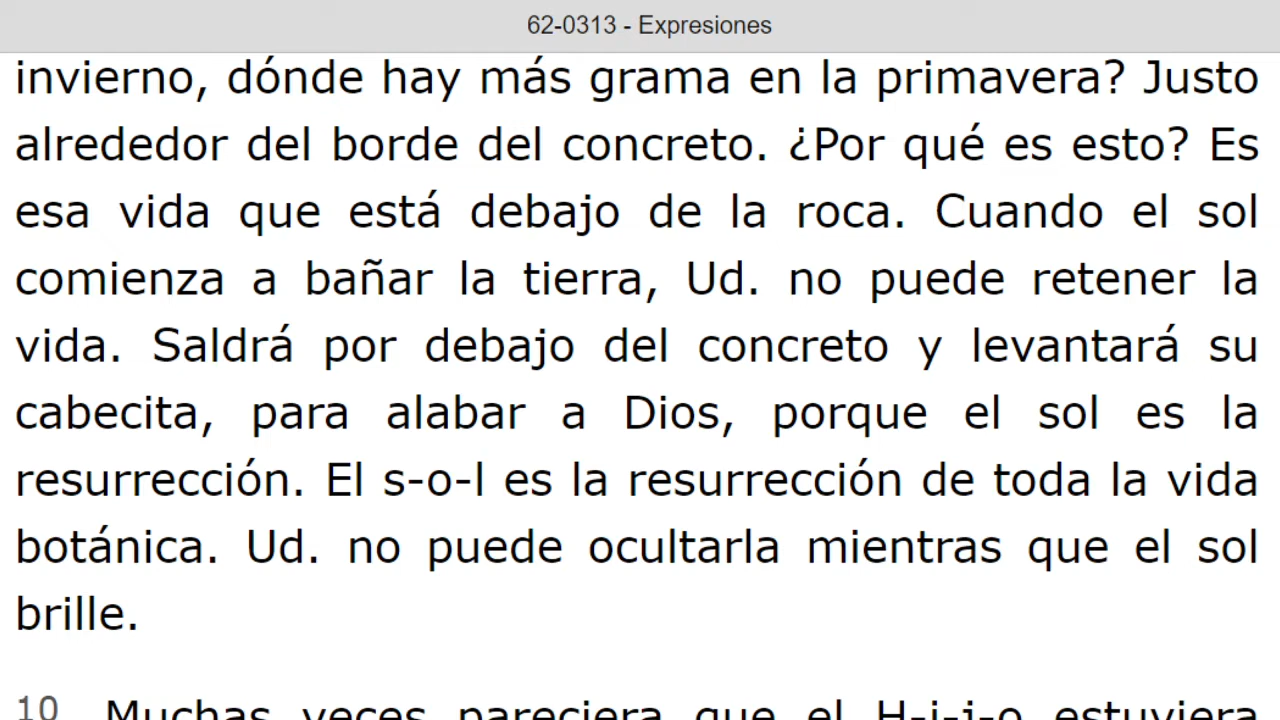 62-0313 - Expresiones
invierno, dónde hay más grama en la primavera? Justo
alrededor del borde del concreto. ¿Por qué es esto? Es
esa vida que está debajo de la roca. Cuando el sol
comienza a bañar la tierra, Ud. no puede retener la
vida. Saldrá por debajo del concreto y levantará su
cabecita, para alabar a Dios, porque el sol es la
resurrección. El s-o-l es la resurrección de toda la vida
botánica. Ud. no puede ocultarla mientras que el sol
brille.
10 Muchas veces pareciera que el H-i-j-o estuviera